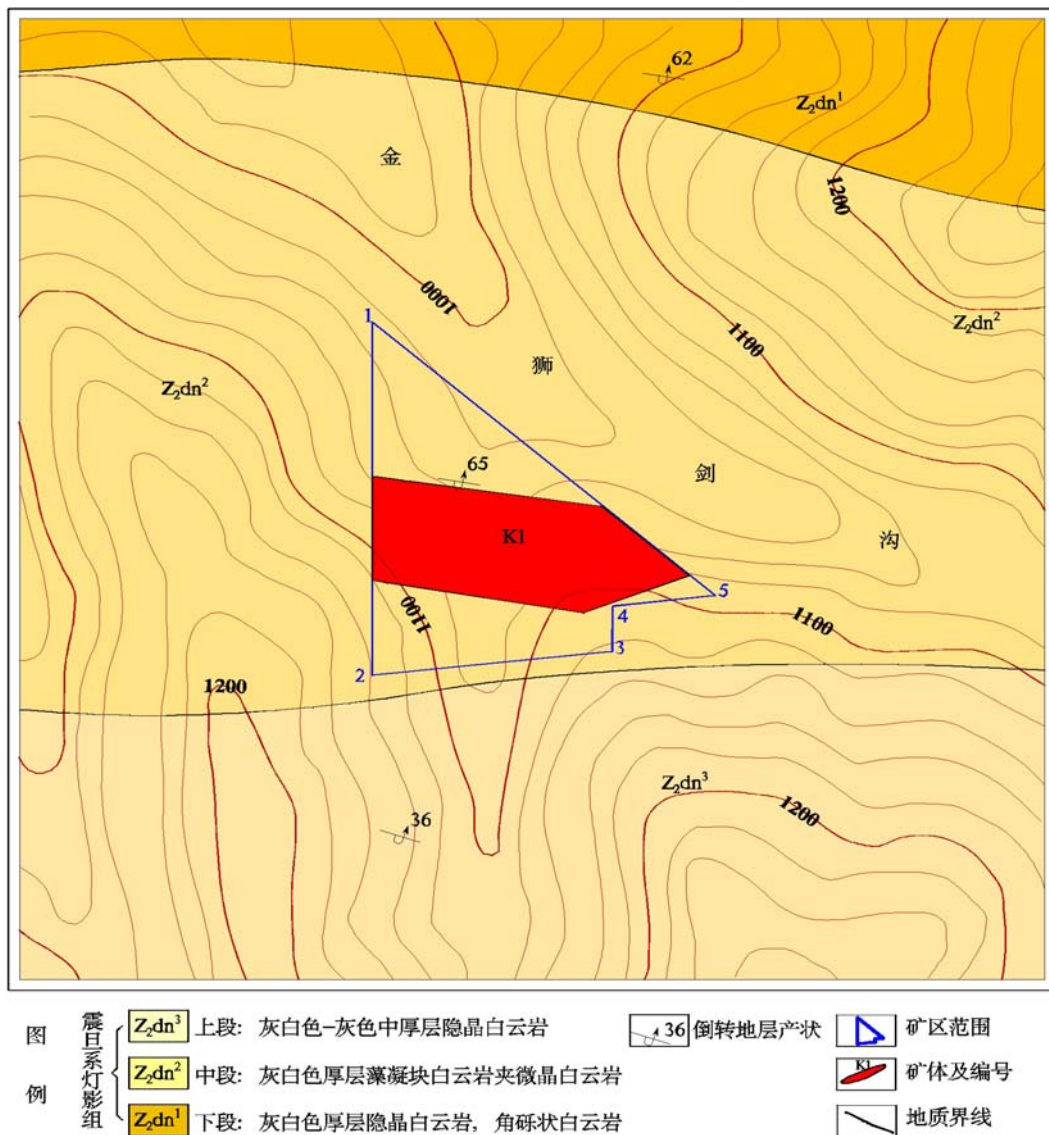 62
Z₂dn¹
金
1200
1000
Z₂dn²
1
1100
狮
Z₂dn²
65
剑
K1
沟
5
4
1100
1100
3
2
1200
Z₂dn³
1200
36
图例
震旦系灯影组
Z₂dn³ 上段: 灰白色-灰色中厚层隐晶白云岩
Z₂dn² 中段: 灰白色厚层藻凝块白云岩夹微晶白云岩
Z₂dn¹ 下段: 灰白色厚层隐晶白云岩, 角砾状白云岩
36 倒转地层产状
矿区范围
K1 矿体及编号
地质界线